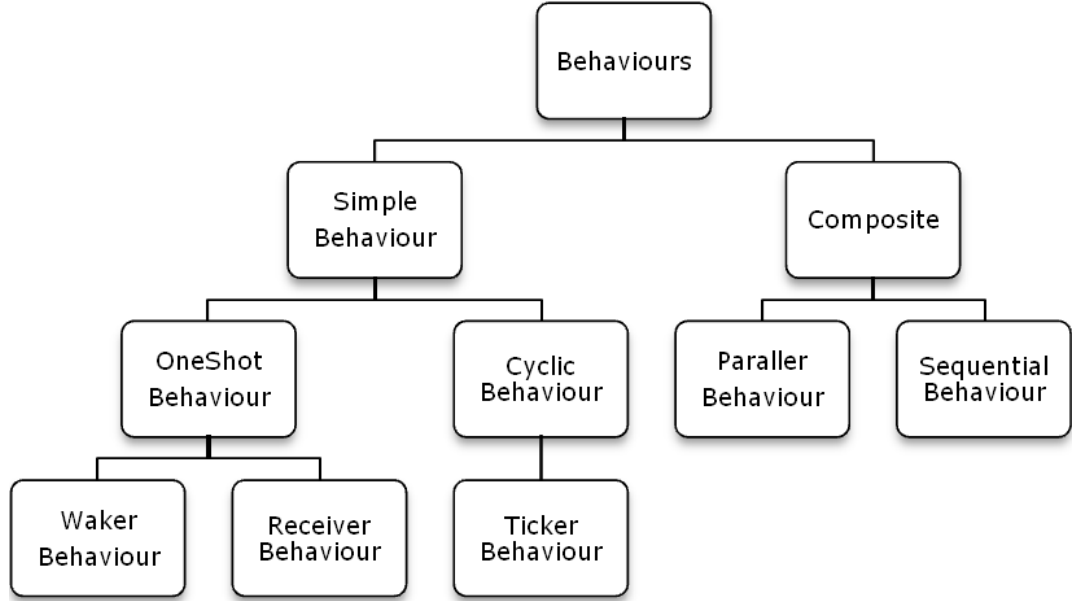 Behaviours
Simple
Behaviour
Composite
OneShot
Behaviour
Cyclic
Behaviour
Paraller
Behaviour
Sequential
Behaviour
Waker
Behaviour
Receiver
Behaviour
Ticker
Behaviour